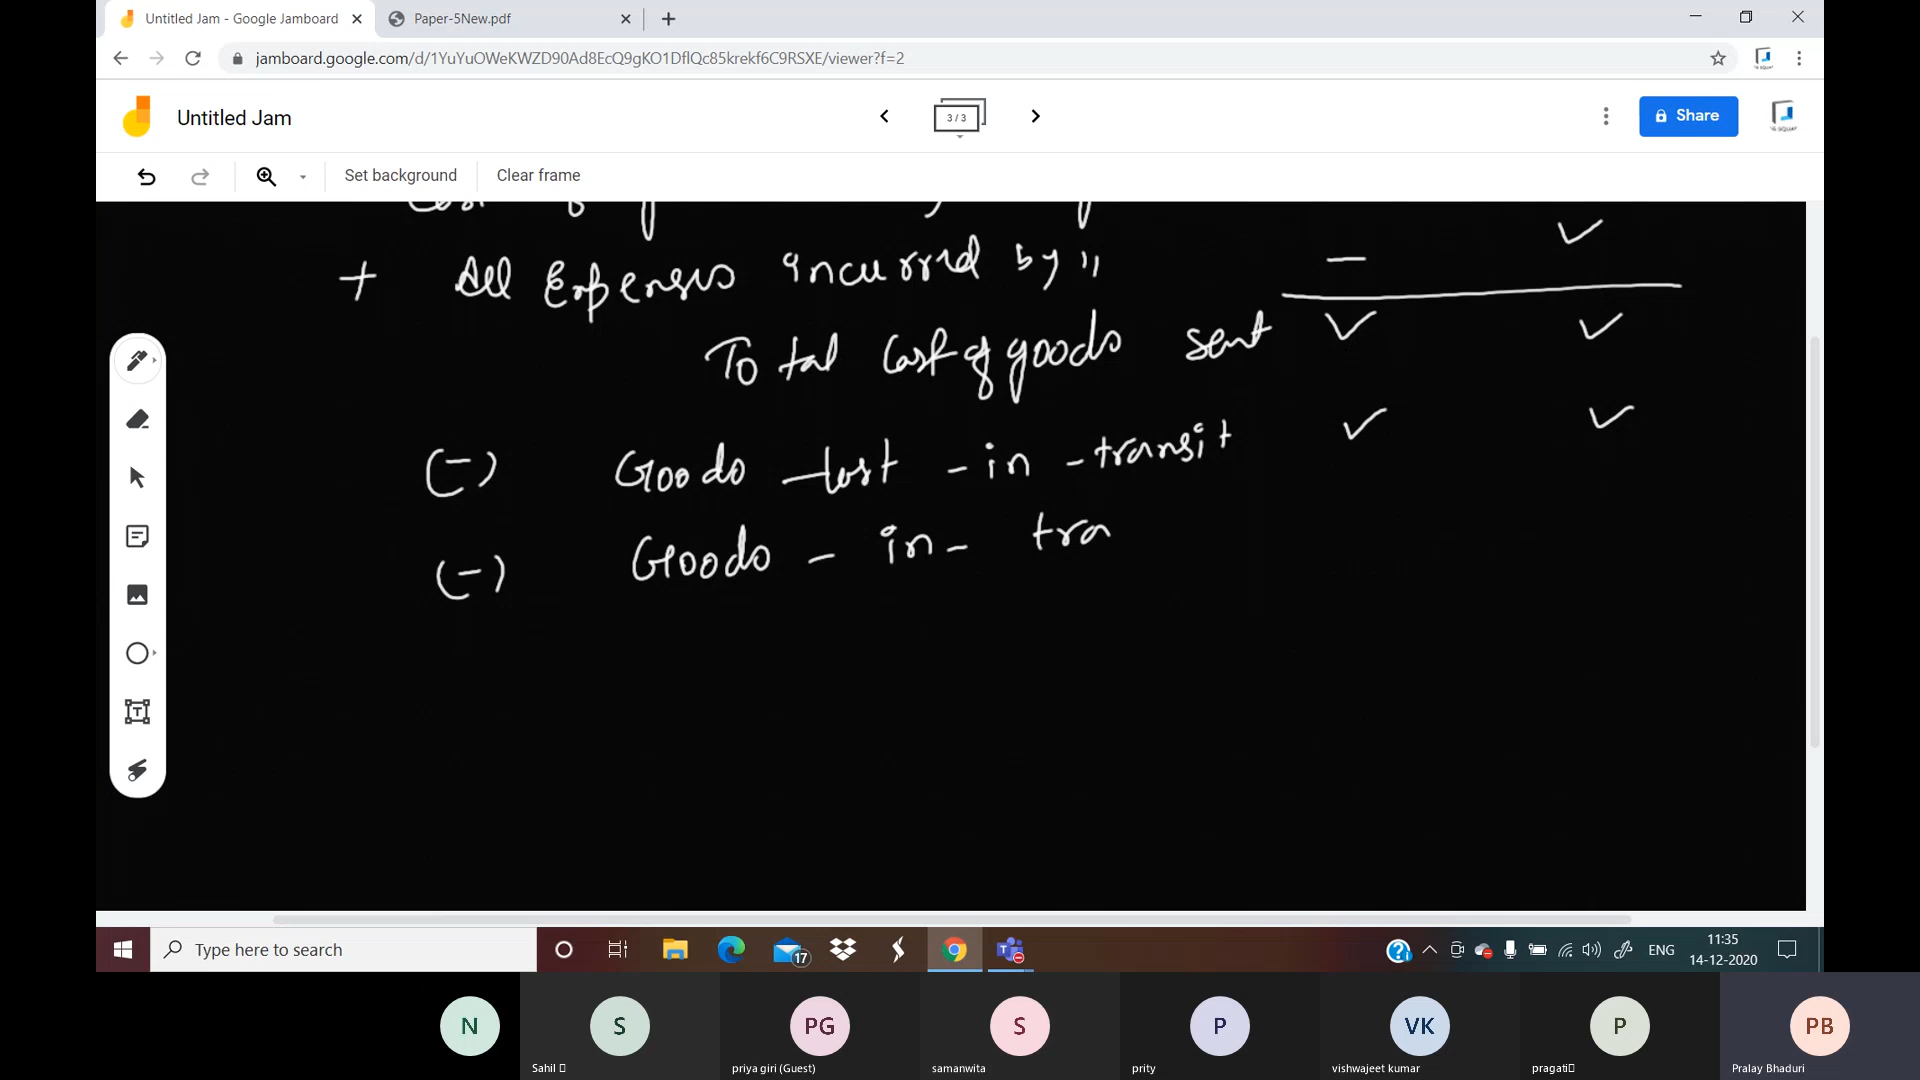 Untitled Jam - Google Jamboard
Paper-5New.pdf
jamboard.google.com/d/1YuYuOWeKWZD90Ad8EcQ9gKO1DflQc85krekf6C9RSXE/viewer?f=2
Untitled Jam
3 / 3
Share
Set background
Clear frame
+ All Expenses incurred by "
Total Cost of goods sent
(-) Goods -lost - in - transit
(-) Goods - in - tra
Type here to search
17
ENG
11:35
14-12-2020
N
S
PG
S
P
VK
P
PB
Sahil
priya giri (Guest)
samanwita
prity
vishwajeet kumar
pragati
Pralay Bhaduri